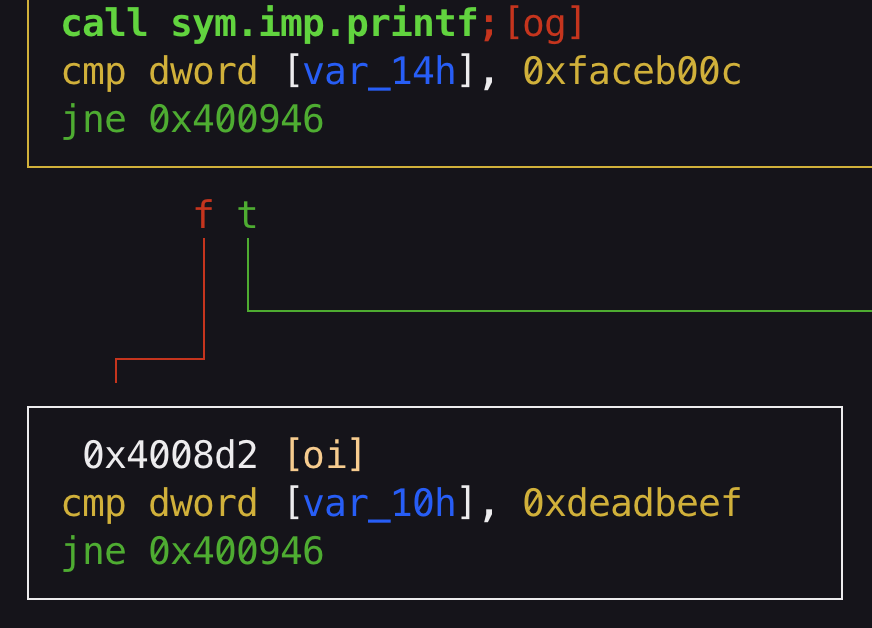 call sym.imp.printf;[og]
cmp dword [var_14h], 0xfaceb00c
jne 0x400946
f t
0x4008d2 [oi]
cmp dword [var_10h], 0xdeadbeef
jne 0x400946